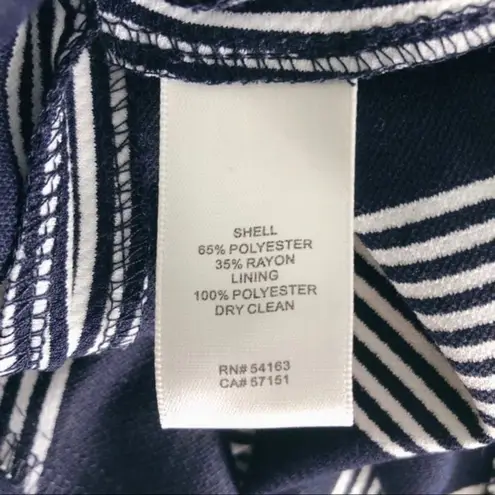 SHELL
65% POLYESTER
35% RAYON
LINING
100% POLYESTER
DRY CLEAN
RN# 54163
CA# 57151